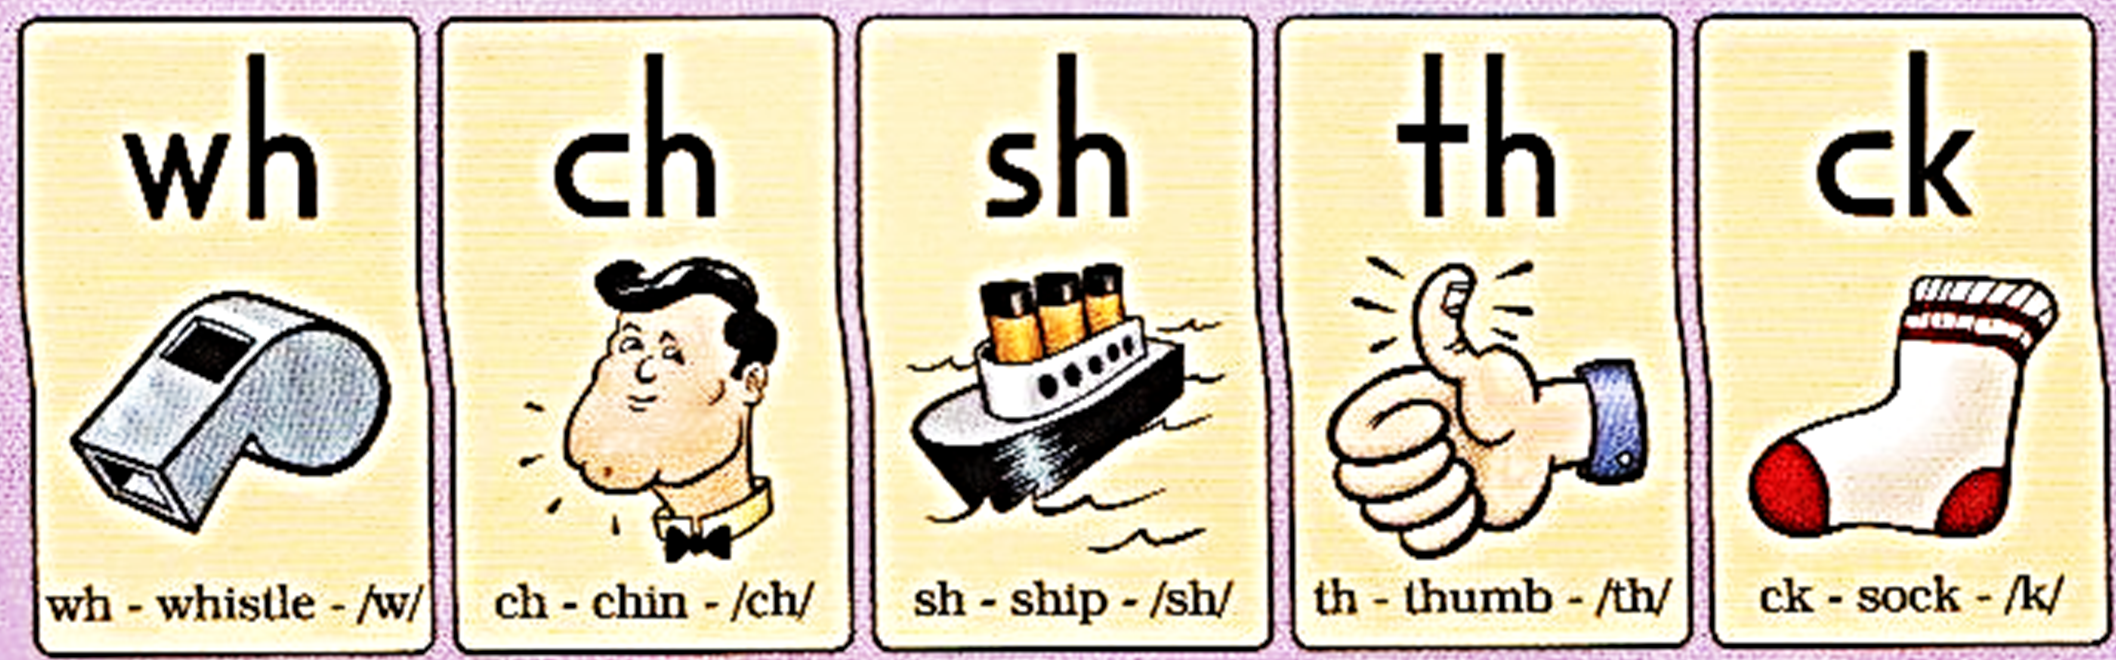 wh
ch
sh
th
ck
wh - whistle - /w/
ch - chin - /ch/
sh - ship - /sh/
th - thumb - /th/
ck - sock - /k/